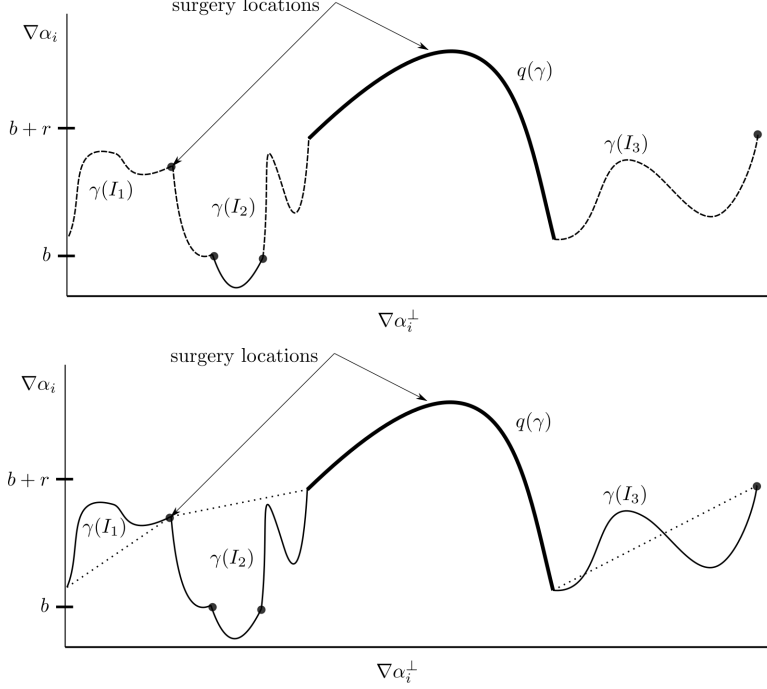 surgery locations
∇α_i
q(γ)
b + r
γ(I_3)
γ(I_1)
γ(I_2)
b
∇α_i^⊥
surgery locations
∇α_i
q(γ)
b + r
γ(I_3)
γ(I_1)
γ(I_2)
b
∇α_i^⊥